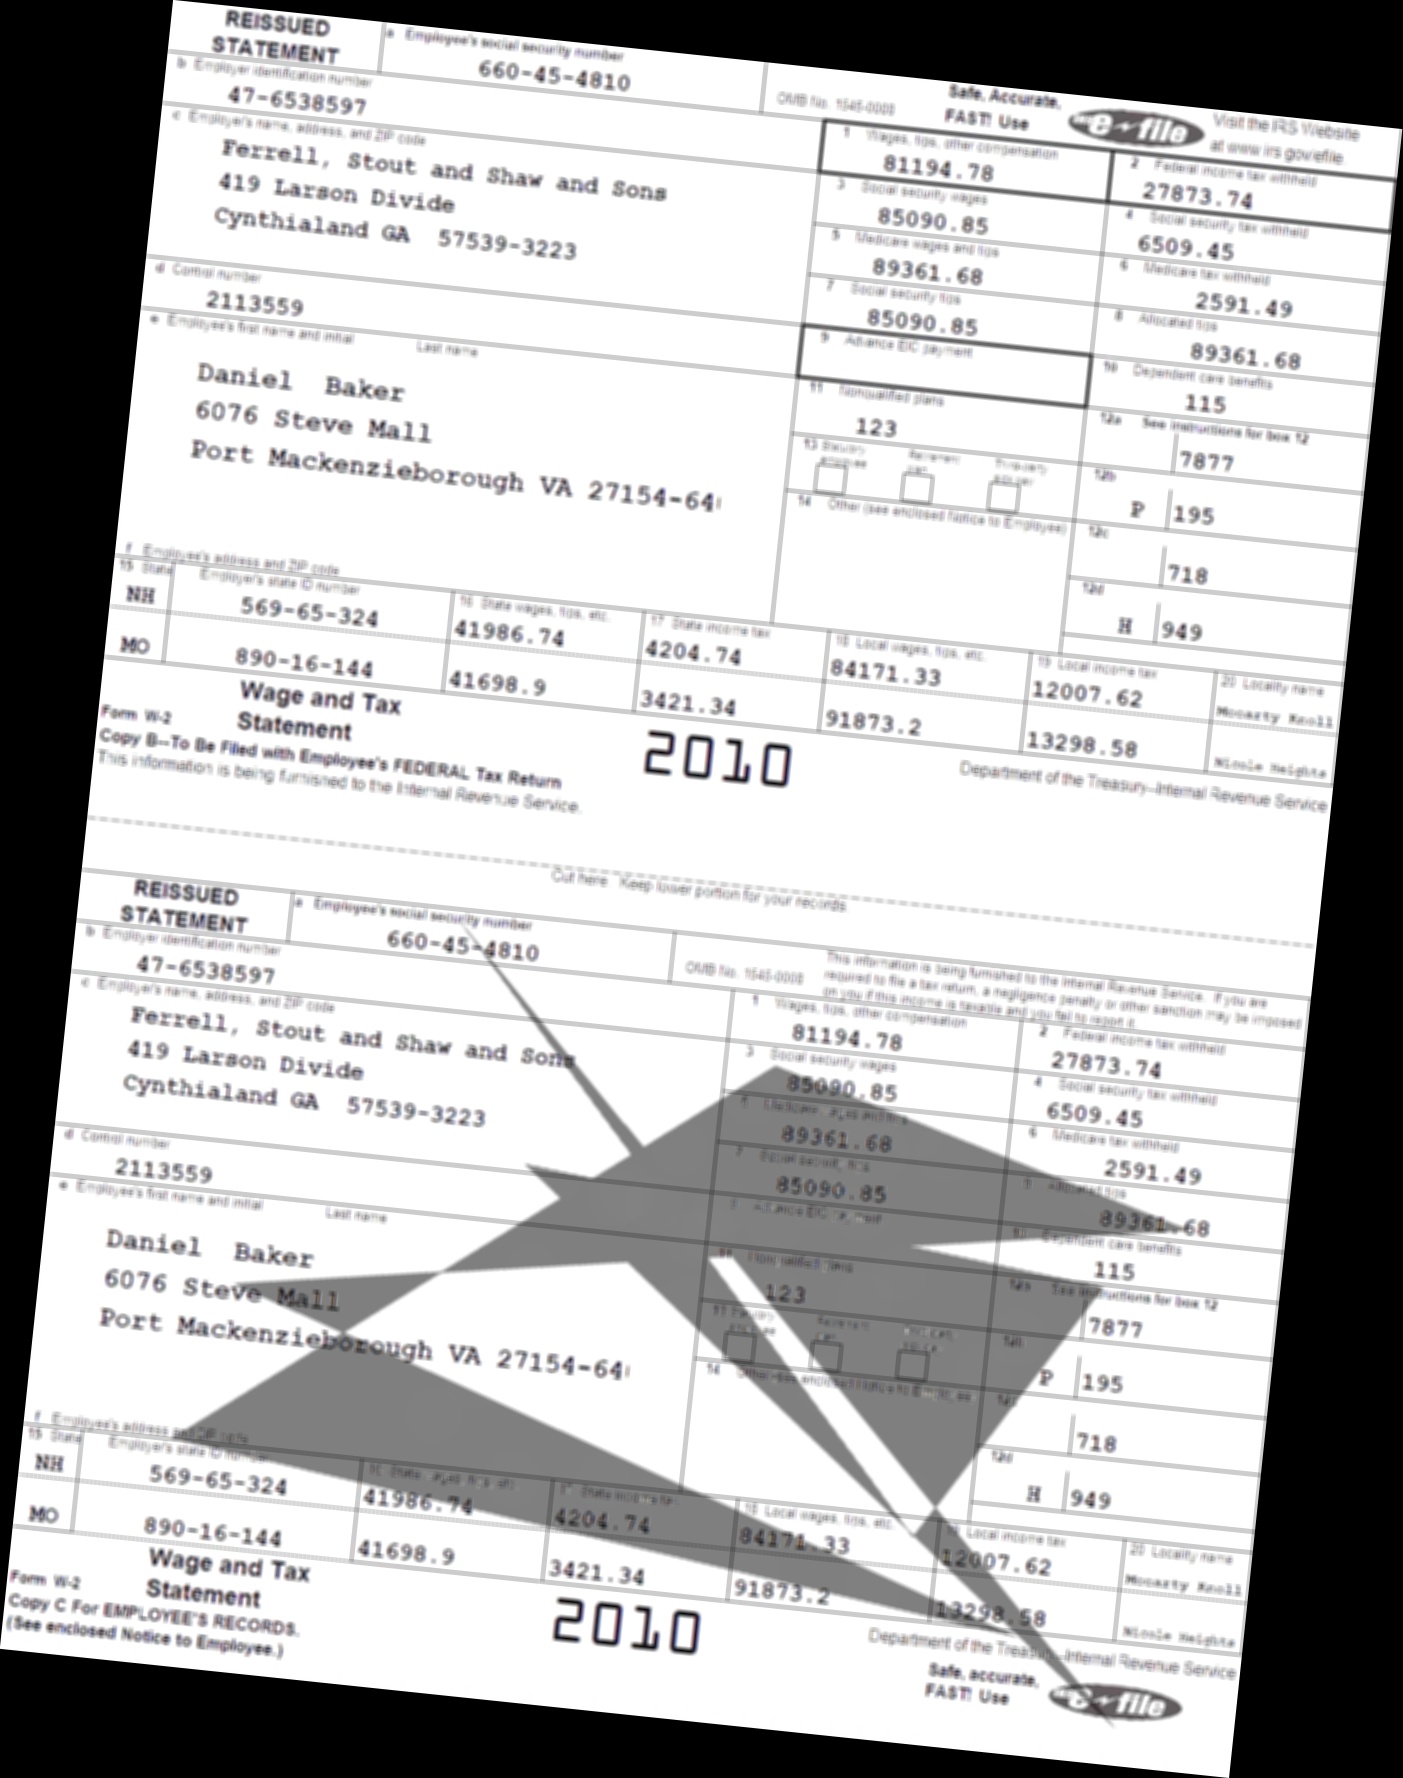 REISSUED
STATEMENT
a Employee's social security number
660-45-4810
OMB No. 1545-0008
Safe, Accurate,
FAST! Use
e-file
Visit the IRS Website
at www.irs.gov/efile.
b Employer identification number
47-6538597
c Employer's name, address, and ZIP code
Ferrell, Stout and Shaw and Sons
419 Larson Divide
Cynthialand GA 57539-3223
1 Wages, tips, other compensation
81194.78
2 Federal income tax withheld
27873.74
3 Social security wages
85090.85
4 Social security tax withheld
6509.45
5 Medicare wages and tips
89361.68
6 Medicare tax withheld
2591.49
d Control number
2113559
7 Social security tips
85090.85
8 Allocated tips
89361.68
e Employee's first name and initial Last name
Daniel Baker
6076 Steve Mall
Port Mackenzieborough VA 27154-64
9 Advance EIC payment
10 Dependent care benefits
115
11 Nonqualified plans
123
12a See instructions for box 12
7877
13 Statutory employee Retirement plan Third-party sick pay
12b
P 195
14 Other (see enclosed Notice to Employee)
12c
718
12d
H 949
f Employee's address and ZIP code
15 State Employer's state ID number
16 State wages, tips, etc.
17 State income tax
18 Local wages, tips, etc.
19 Local income tax
20 Locality name
NH 569-65-324 41986.74 4204.74 84171.33 12007.62 Mccarty Knoll
MO 890-16-144 41698.9 3421.34 91873.2 13298.58 Nicole Heights
Form W-2
Wage and Tax
Statement
2010
Department of the Treasury--Internal Revenue Service
Copy B--To Be Filed with Employee's FEDERAL Tax Return
This information is being furnished to the Internal Revenue Service.
Cut here. Keep lower portion for your records.
REISSUED
STATEMENT
a Employee's social security number
660-45-4810
OMB No. 1545-0008
This information is being furnished to the Internal Revenue Service. If you are
required to file a tax return, a negligence penalty or other sanction may be imposed
on you if this income is taxable and you fail to report it.
b Employer identification number
47-6538597
c Employer's name, address, and ZIP code
Ferrell, Stout and Shaw and Sons
419 Larson Divide
Cynthialand GA 57539-3223
1 Wages, tips, other compensation
81194.78
2 Federal income tax withheld
27873.74
3 Social security wages
85090.85
4 Social security tax withheld
6509.45
5 Medicare wages and tips
89361.68
6 Medicare tax withheld
2591.49
d Control number
2113559
7 Social security tips
85090.85
8 Allocated tips
89361.68
e Employee's first name and initial Last name
Daniel Baker
6076 Steve Mall
Port Mackenzieborough VA 27154-64
9 Advance EIC payment
10 Dependent care benefits
115
11 Nonqualified plans
123
12a See instructions for box 12
7877
13 Statutory employee Retirement plan
12b
P 195
14 Other (see enclosed Notice to Employee)
12c
718
12d
H 949
f Employee's address and ZIP code
15 State Employer's state ID number
16 State wages, tips, etc.
17 State income tax
18 Local wages, tips, etc.
19 Local income tax
20 Locality name
NH 569-65-324 41986.74 4204.74 84171.33 12007.62 Mccarty Knoll
MO 890-16-144 41698.9 3421.34 91873.2 13298.58 Nicole Heights
Form W-2
Wage and Tax
Statement
2010
Department of the Treasury--Internal Revenue Service
Copy C For EMPLOYEE'S RECORDS.
(See enclosed Notice to Employee.)
Safe, accurate,
FAST! Use
e-file